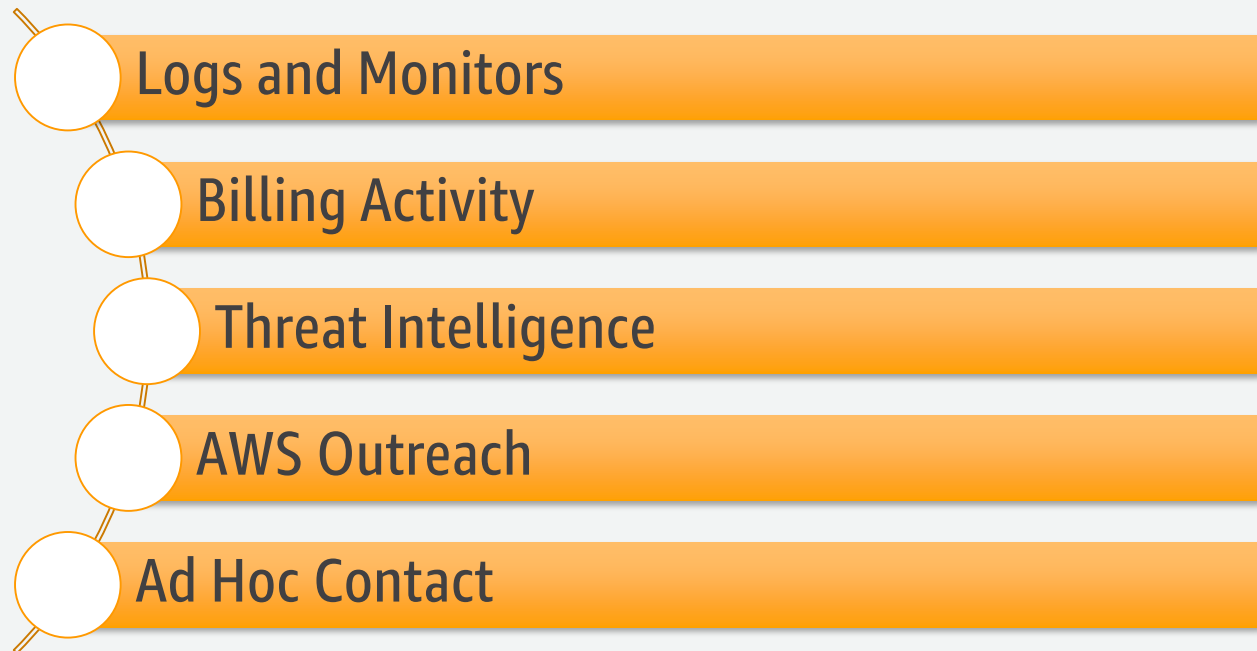 Logs and Monitors
Billing Activity
Threat Intelligence
AWS Outreach
Ad Hoc Contact